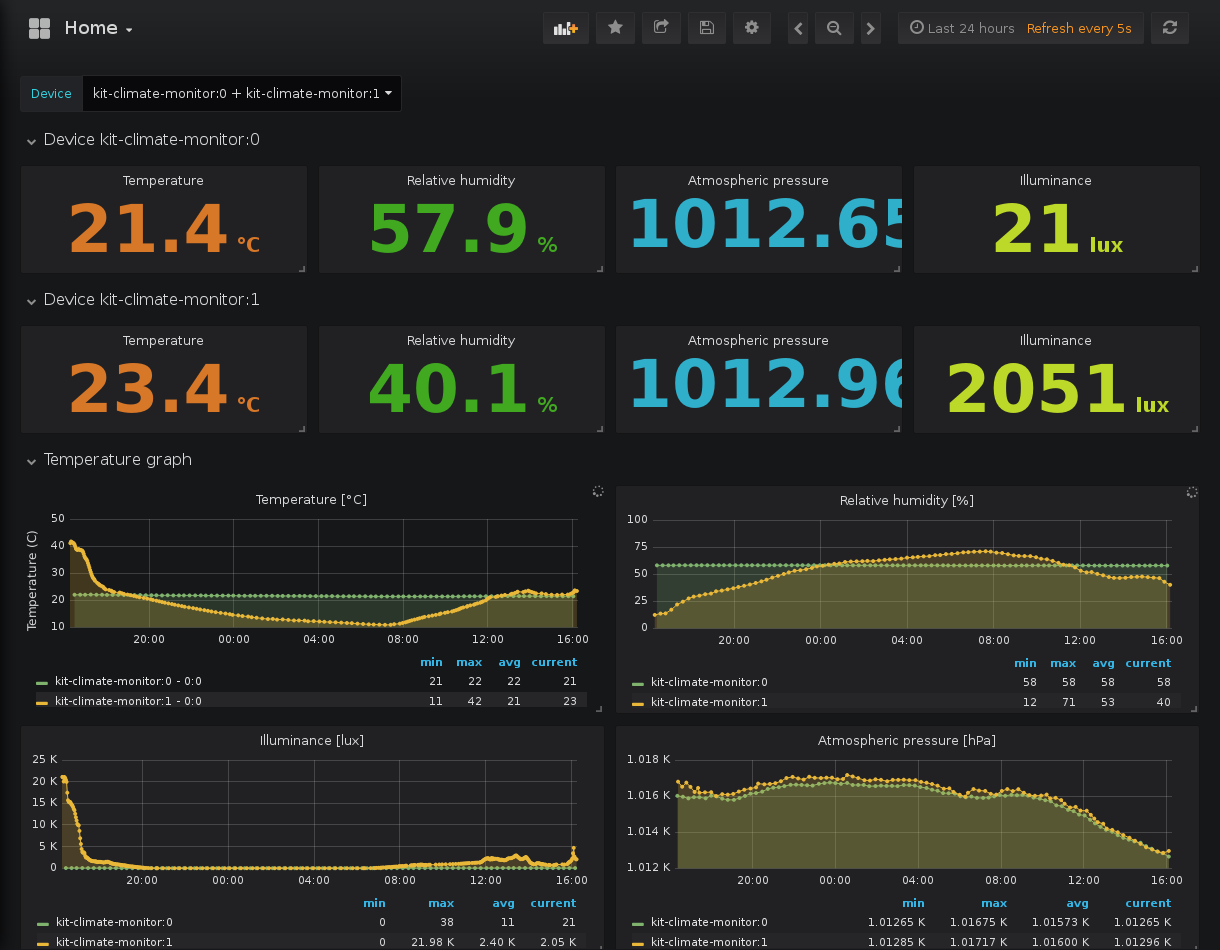 Home
Last 24 hours Refresh every 5s
Device kit-climate-monitor:0 + kit-climate-monitor:1
Device kit-climate-monitor:0
Temperature Relative humidity Atmospheric pressure Illuminance
21.4 °C 57.9 % 1012.65 21 lux
Device kit-climate-monitor:1
Temperature Relative humidity Atmospheric pressure Illuminance
23.4 °C 40.1 % 1012.96 2051 lux
Temperature graph
Temperature [°C]
Temperature (C)
50
40
30
20
10
20:00 00:00 04:00 08:00 12:00 16:00
min max avg current
kit-climate-monitor:0 - 0:0 21 22 22 21
kit-climate-monitor:1 - 0:0 11 42 21 23
Relative humidity [%]
100
75
50
25
0
20:00 00:00 04:00 08:00 12:00 16:00
min max avg current
kit-climate-monitor:0 58 58 58 58
kit-climate-monitor:1 12 71 53 40
Illuminance [lux]
25 K
20 K
15 K
10 K
5 K
0
20:00 00:00 04:00 08:00 12:00 16:00
min max avg current
kit-climate-monitor:0 0 38 11 21
kit-climate-monitor:1 0 21.98 K 2.40 K 2.05 K
Atmospheric pressure [hPa]
1.018 K
1.016 K
1.014 K
1.012 K
20:00 00:00 04:00 08:00 12:00 16:00
min max avg current
kit-climate-monitor:0 1.01265 K 1.01675 K 1.01573 K 1.01265 K
kit-climate-monitor:1 1.01285 K 1.01717 K 1.01600 K 1.01296 K